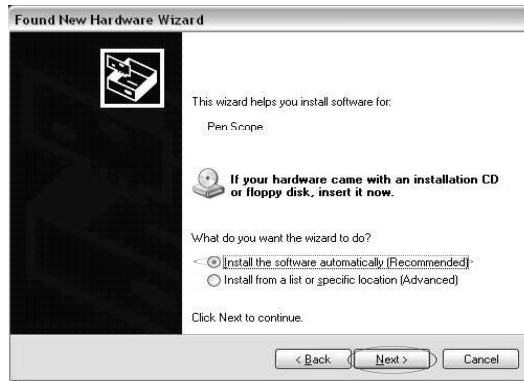 Found New Hardware Wizard
This wizard helps you install software for:
Pen Scope
If your hardware came with an installation CD
or floppy disk, insert it now.
What do you want the wizard to do?
Install the software automatically (Recommended)
Install from a list or specific location (Advanced)
Click Next to continue.
< Back
Next >
Cancel